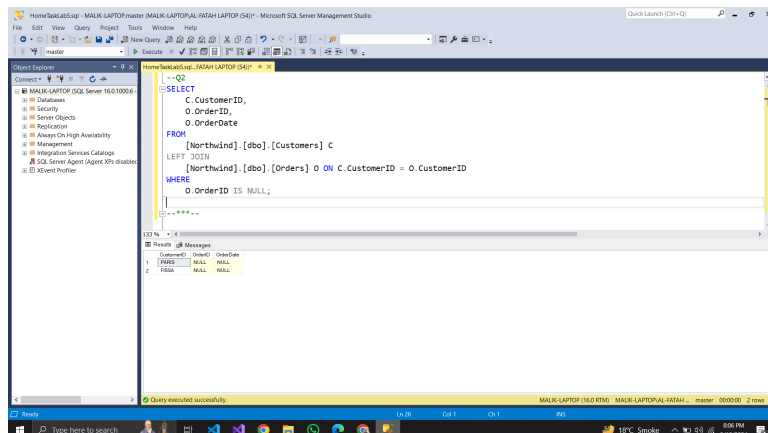 HomeTaskLab5.sql - MALIK-LAPTOP.master (MALIK-LAPTOP\AL-FATAH LAPTOP (54))* - Microsoft SQL Server Management Studio
Quick Launch (Ctrl+Q)
File Edit View Query Project Tools Window Help
New Query
master
Execute
Object Explorer
HomeTaskLab5.sql...FATAH LAPTOP (54))*
Connect
MALIK-LAPTOP (SQL Server 16.0.1000.6 -
Databases
Security
Server Objects
Replication
Always On High Availability
Management
Integration Services Catalogs
SQL Server Agent (Agent XPs disabled
XEvent Profiler
--Q2
SELECT
C.CustomerID,
O.OrderID,
O.OrderDate
FROM
[Northwind].[dbo].[Customers] C
LEFT JOIN
[Northwind].[dbo].[Orders] O ON C.CustomerID = O.CustomerID
WHERE
O.OrderID IS NULL;
--***--
133 %
Results Messages
CustomerID OrderID OrderDate
1 PARIS NULL NULL
2 FISSA NULL NULL
Query executed successfully.
MALIK-LAPTOP (16.0 RTM) MALIK-LAPTOP\AL-FATAH ... master 00:00:00 2 rows
Ready Ln 26 Col 1 Ch 1 INS
Type here to search
18°C Smoke
8:06 PM